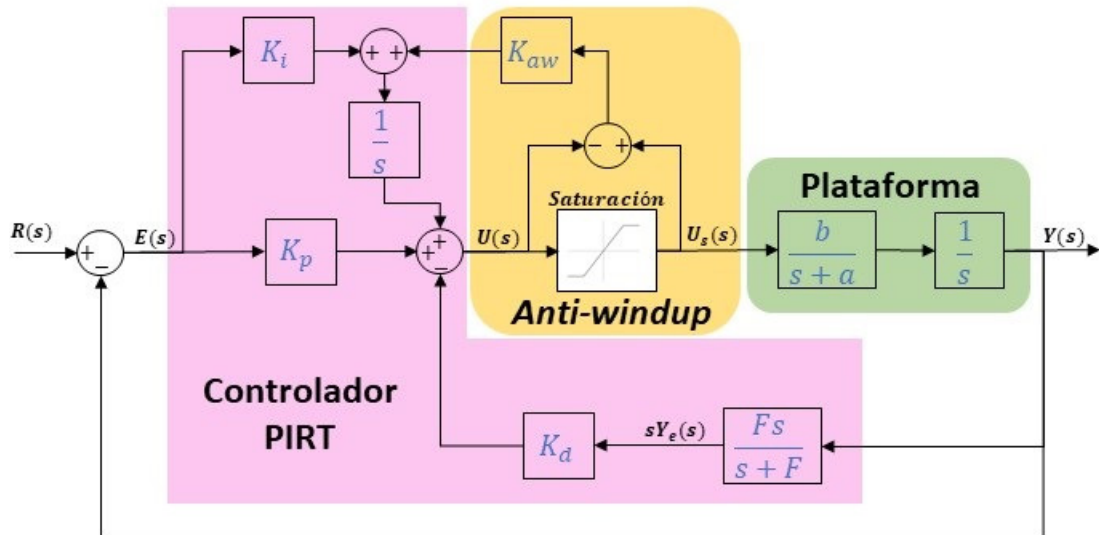 K_i
+ +
K_aw
1
s
- +
Saturación
Plataforma
R(s)
+
-
E(s)
K_p
+
+
-
U(s)
U_s(s)
b
s + a
1
s
Y(s)
Anti-windup
Controlador
PIRT
K_d
sY_e(s)
Fs
s + F